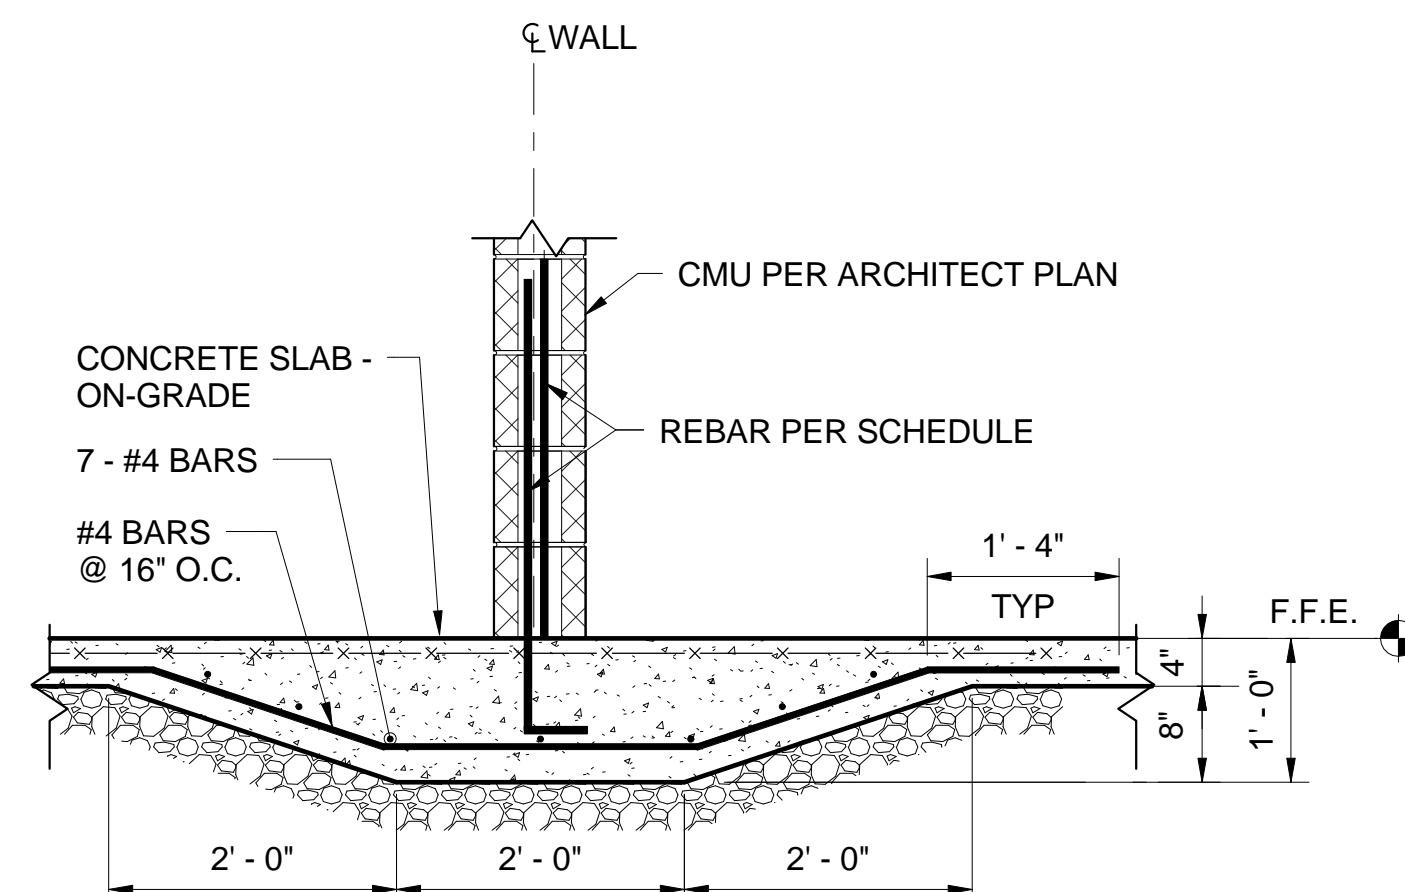 ℄ WALL
CMU PER ARCHITECT PLAN
CONCRETE SLAB -
ON-GRADE
REBAR PER SCHEDULE
7 - #4 BARS
#4 BARS
@ 16" O.C.
1' - 4"
TYP
F.F.E.
4"
8"
1' - 0"
2' - 0"
2' - 0"
2' - 0"